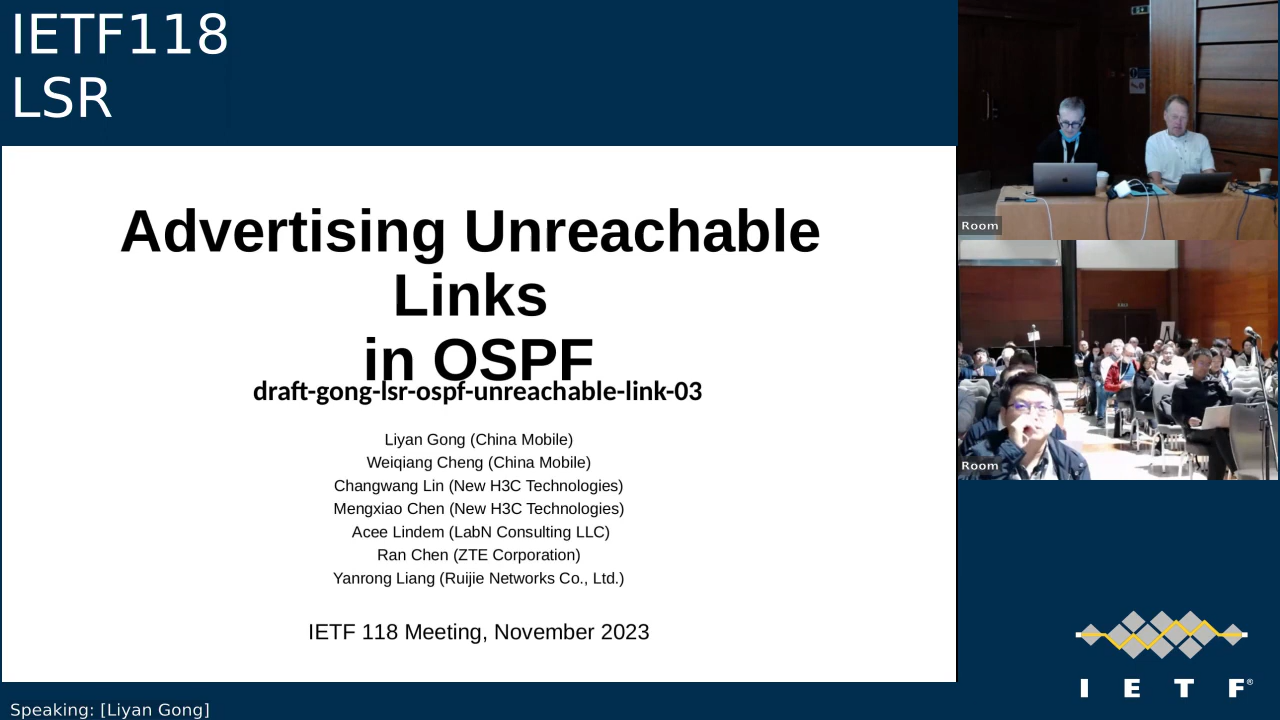 IETF118
LSR
Advertising Unreachable
Links
in OSPF
draft-gong-lsr-ospf-unreachable-link-03
Liyan Gong (China Mobile)
Weiqiang Cheng (China Mobile)
Changwang Lin (New H3C Technologies)
Mengxiao Chen (New H3C Technologies)
Acee Lindem (LabN Consulting LLC)
Ran Chen (ZTE Corporation)
Yanrong Liang (Ruijie Networks Co., Ltd.)
IETF 118 Meeting, November 2023
Room
Room
I E T F®
Speaking: [Liyan Gong]